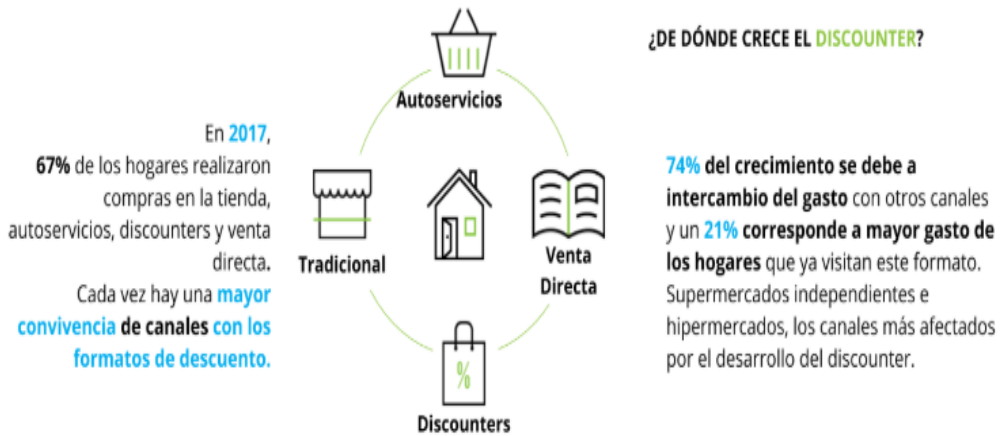 Autoservicios
En 2017,
67% de los hogares realizaron
compras en la tienda,
autoservicios, discounters y venta
directa.
Cada vez hay una mayor
convivencia de canales con los
formatos de descuento.
Tradicional
Venta
Directa
%
Discounters
¿DE DÓNDE CRECE EL DISCOUNTER?
74% del crecimiento se debe a
intercambio del gasto con otros canales
y un 21% corresponde a mayor gasto de
los hogares que ya visitan este formato.
Supermercados independientes e
hipermercados, los canales más afectados
por el desarrollo del discounter.